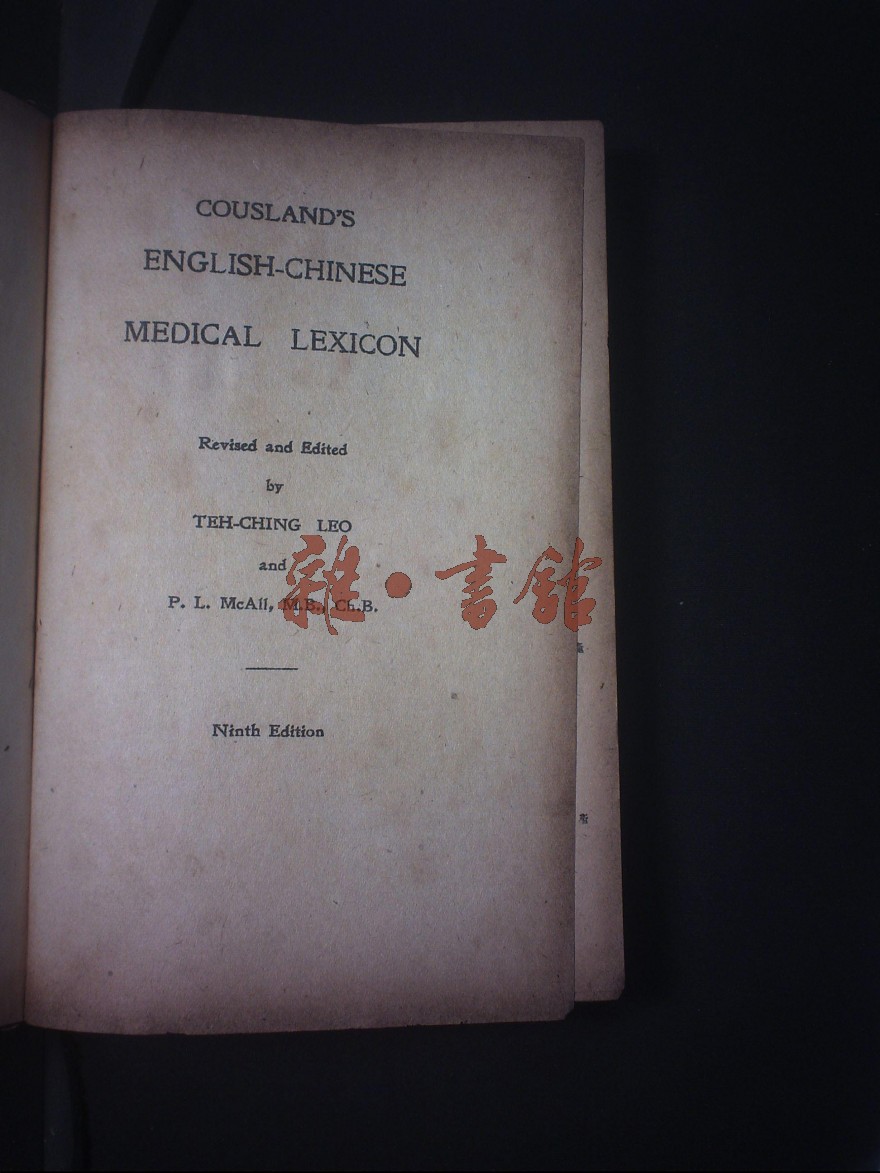 COUSLAND'S
ENGLISH-CHINESE
MEDICAL LEXICON
Revised and Edited
by
TEH-CHING LEO
and
P. L. McAll, M.B., Ch.B.
雜·書館
Ninth Edition